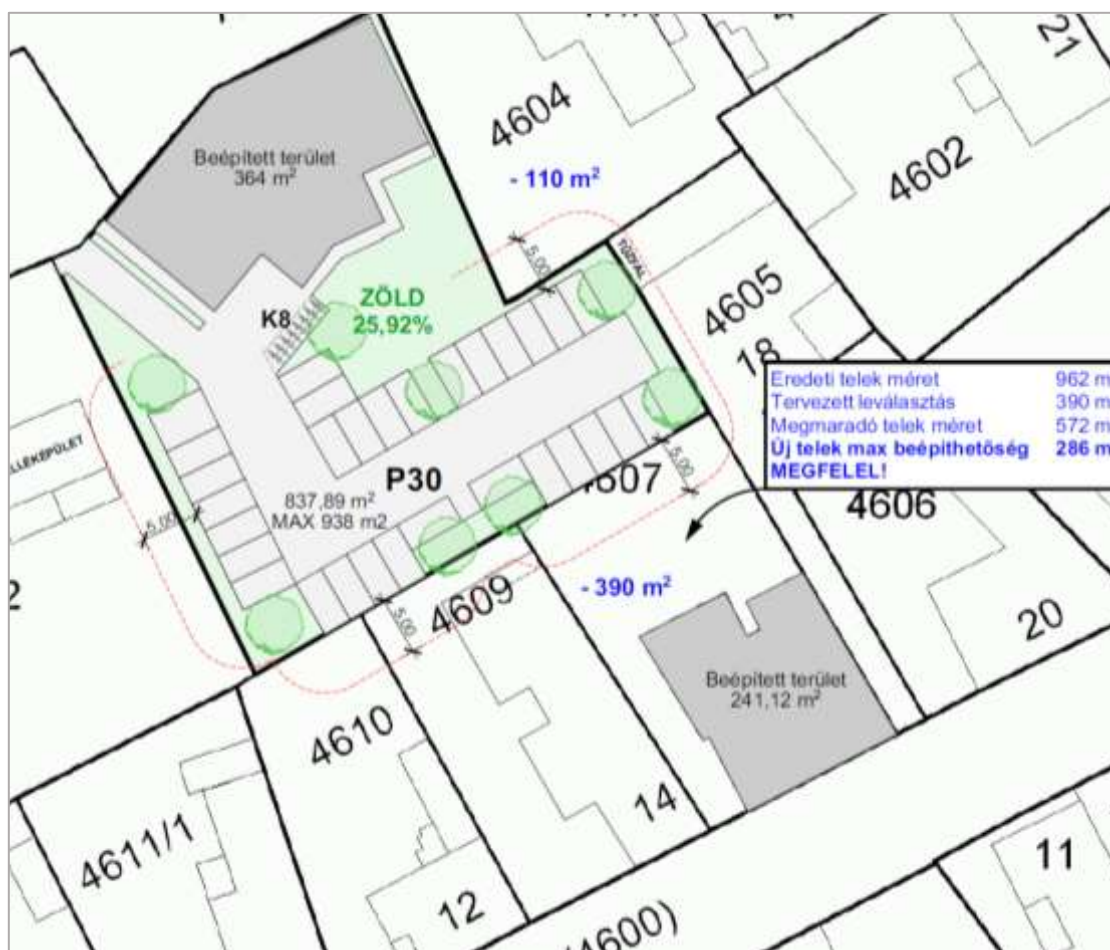 21
4604
- 110 m²
4602
Beépített terület
364 m²
5,00
TŰZFAL
4605
18
K8
ZÖLD
25,92%
Eredeti telek méret 962 m
Tervezett leválasztás 390 m
Megmaradó telek méret 572 m
Új telek max beépíthetőség 286 m
MEGFELEL!
LLÉKÉPÜLET
5,00
P30
837,89 m²
MAX 938 m2
4607
5,00
4606
2
5,00
4609
- 390 m²
20
Beépített terület
241,12 m²
4610
14
4611/1
12
11
(4600)